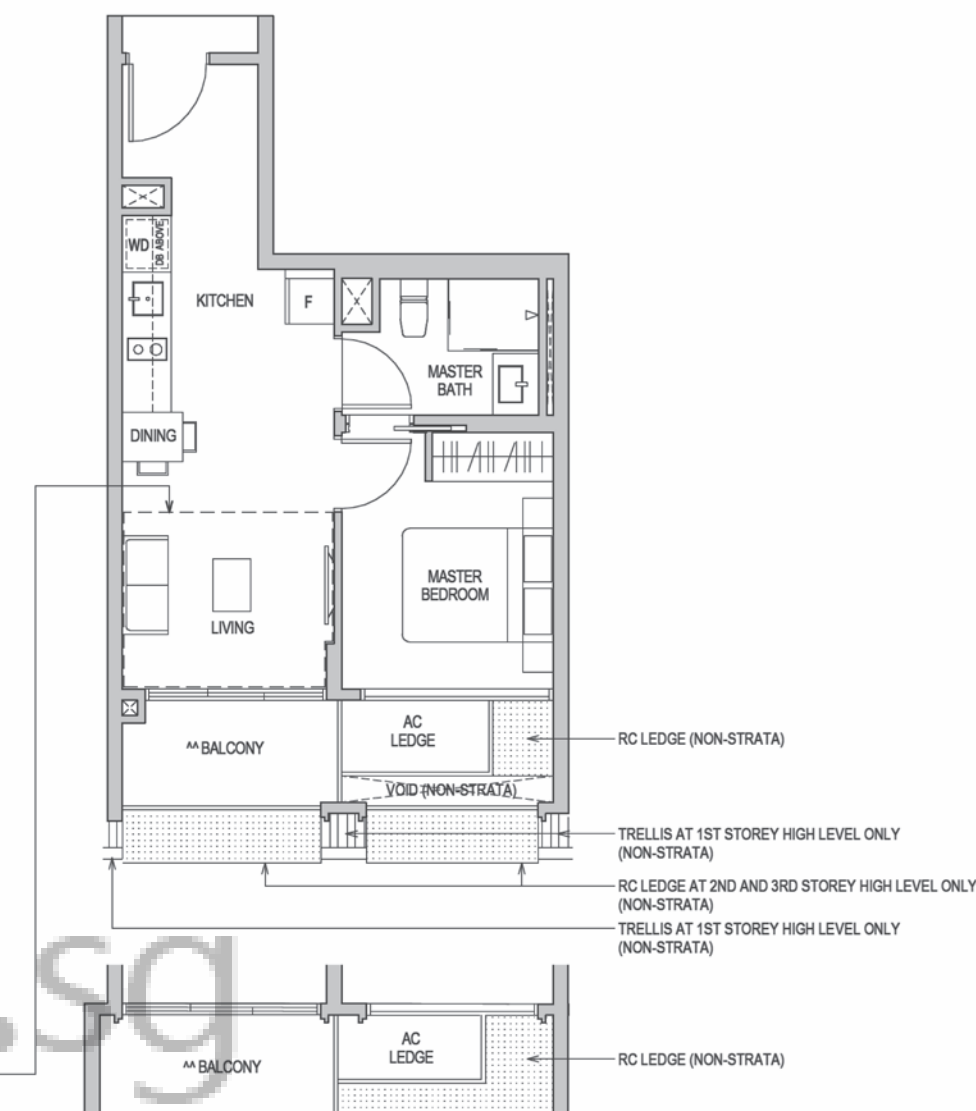 WD
DB ABOVE
KITCHEN
F
MASTER
BATH
DINING
MASTER
BEDROOM
LIVING
AC
LEDGE
RC LEDGE (NON-STRATA)
^^ BALCONY
VOID (NON-STRATA)
TRELLIS AT 1ST STOREY HIGH LEVEL ONLY
(NON-STRATA)
RC LEDGE AT 2ND AND 3RD STOREY HIGH LEVEL ONLY
(NON-STRATA)
TRELLIS AT 1ST STOREY HIGH LEVEL ONLY
(NON-STRATA)
.sg
AC
LEDGE
RC LEDGE (NON-STRATA)
^^ BALCONY